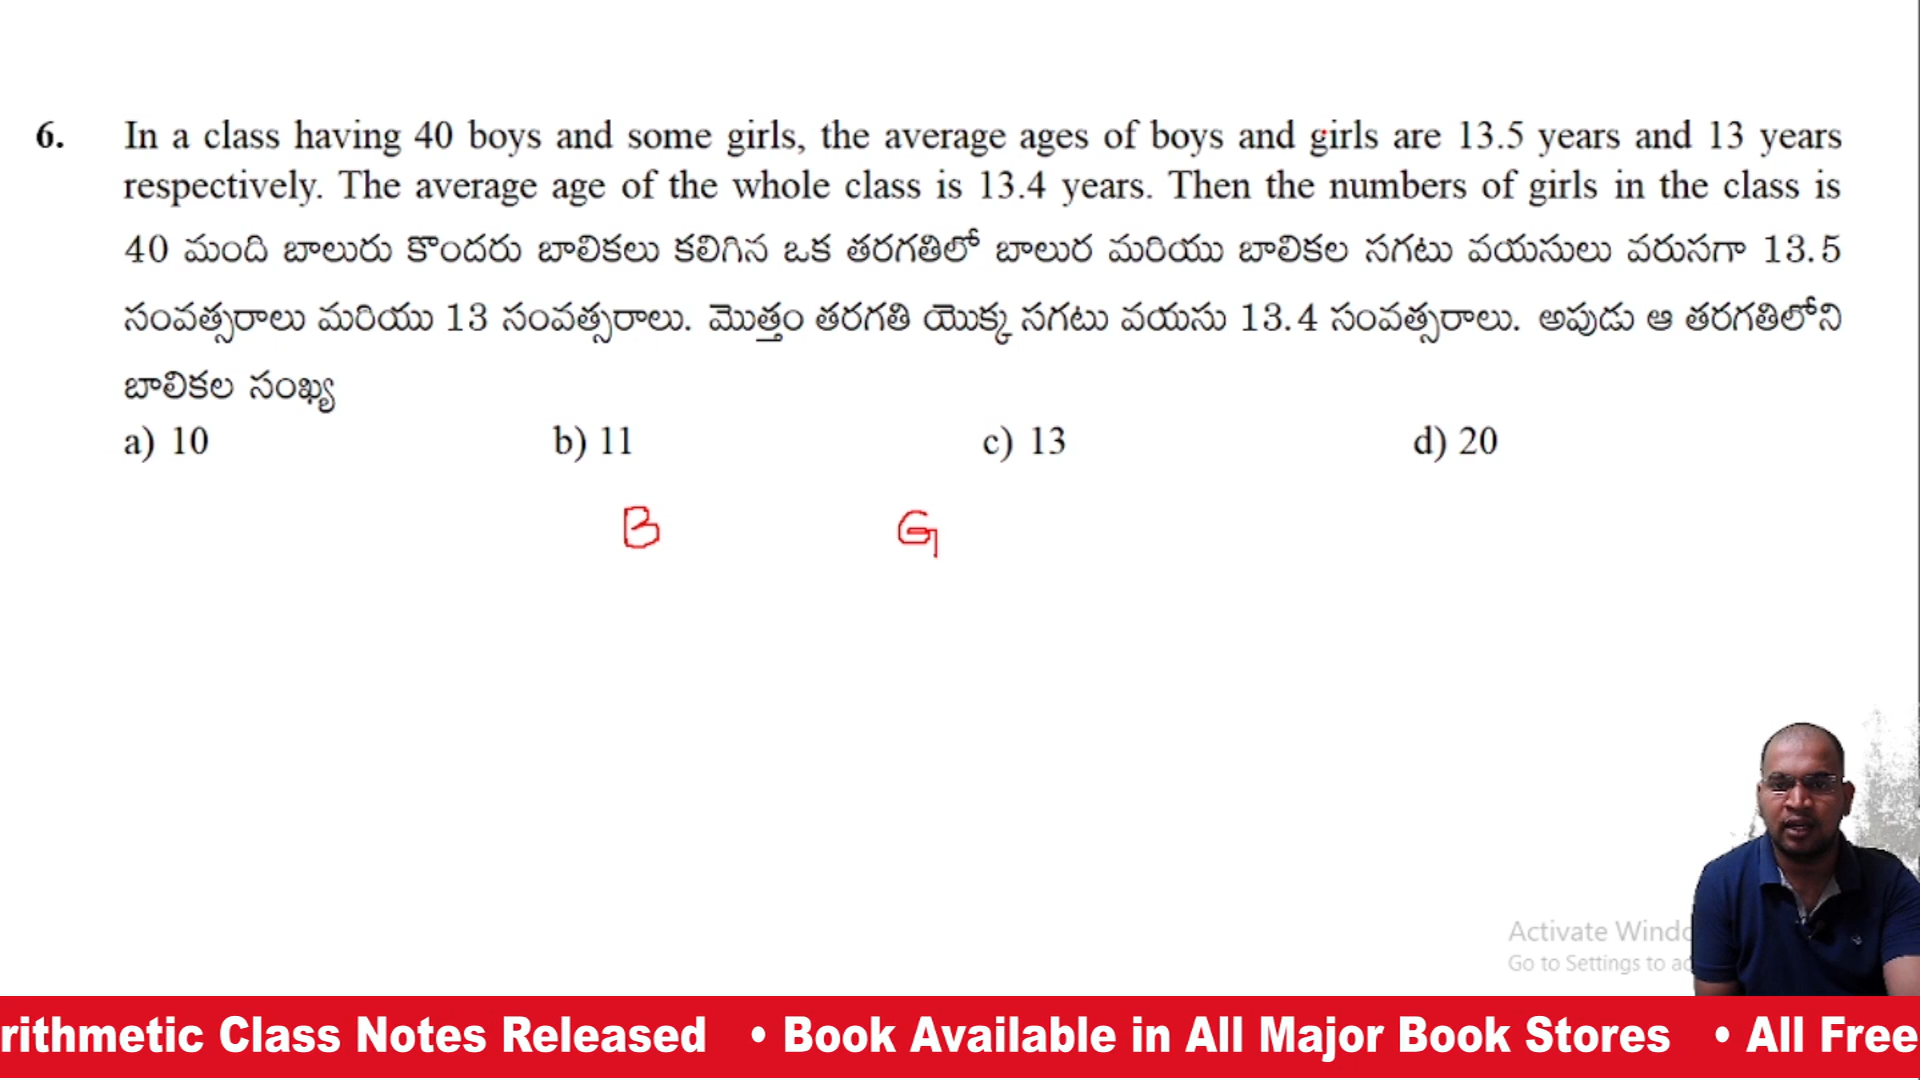 6. In a class having 40 boys and some girls, the average ages of boys and girls are 13.5 years and 13 years
respectively. The average age of the whole class is 13.4 years. Then the numbers of girls in the class is
40 మంది బాలురు కొందరు బాలికలు కలిగిన ఒక తరగతిలో బాలుర మరియు బాలికల సగటు వయసులు వరుసగా 13.5
సంవత్సరాలు మరియు 13 సంవత్సరాలు. మొత్తం తరగతి యొక్క సగటు వయసు 13.4 సంవత్సరాలు. అపుడు ఆ తరగతిలోని
బాలికల సంఖ్య
a) 10 b) 11 c) 13 d) 20
B G
Activate Windo
Go to Settings to ac
rithmetic Class Notes Released • Book Available in All Major Book Stores • All Free